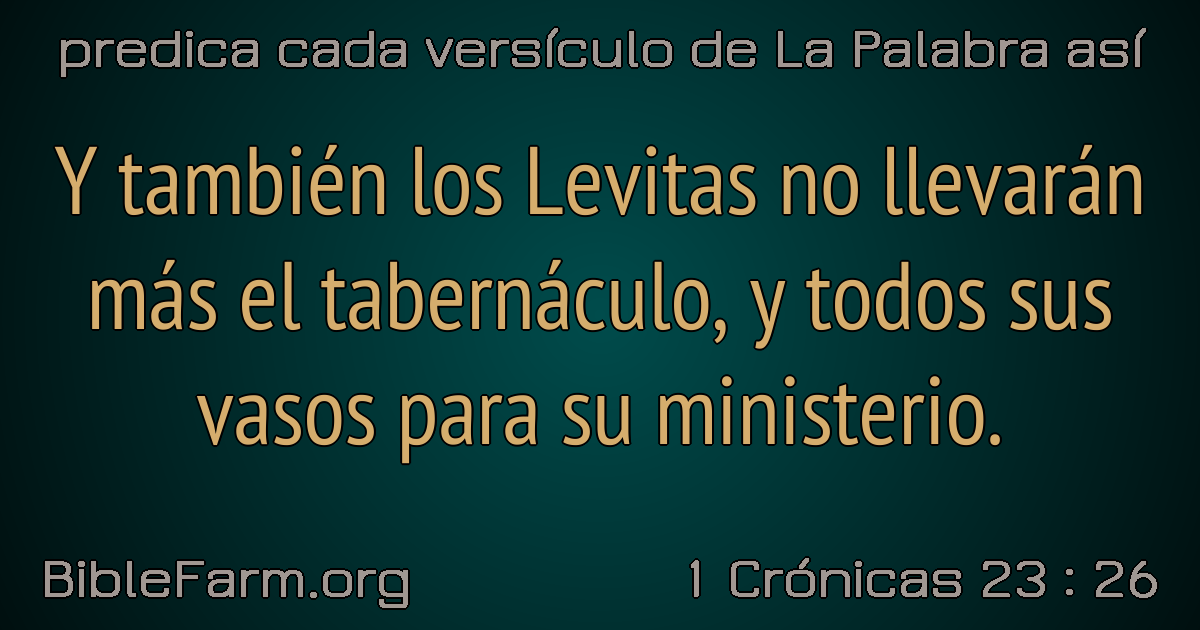 predica cada versículo de La Palabra así
Y también los Levitas no llevarán
más el tabernáculo, y todos sus
vasos para su ministerio.
BibleFarm.org
1 Crónicas 23 : 26